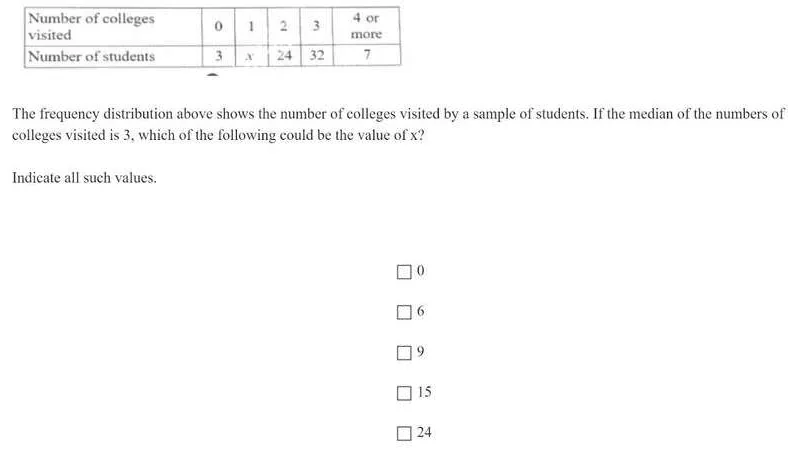 Number of colleges visited 0 1 2 3 4 or more
Number of students 3 x 24 32 7
The frequency distribution above shows the number of colleges visited by a sample of students. If the median of the numbers of
colleges visited is 3, which of the following could be the value of x?
Indicate all such values.
0
6
9
15
24